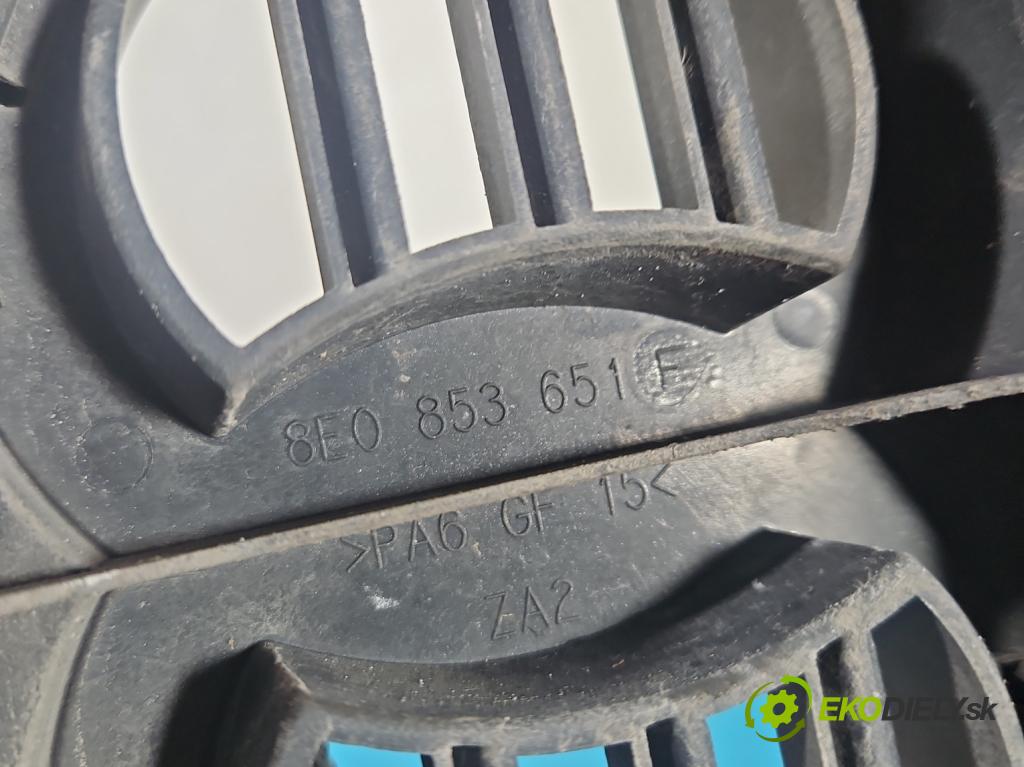 8E0 853 651 F
>PA6 GF 15<
ZA2
EKODIELY.sk